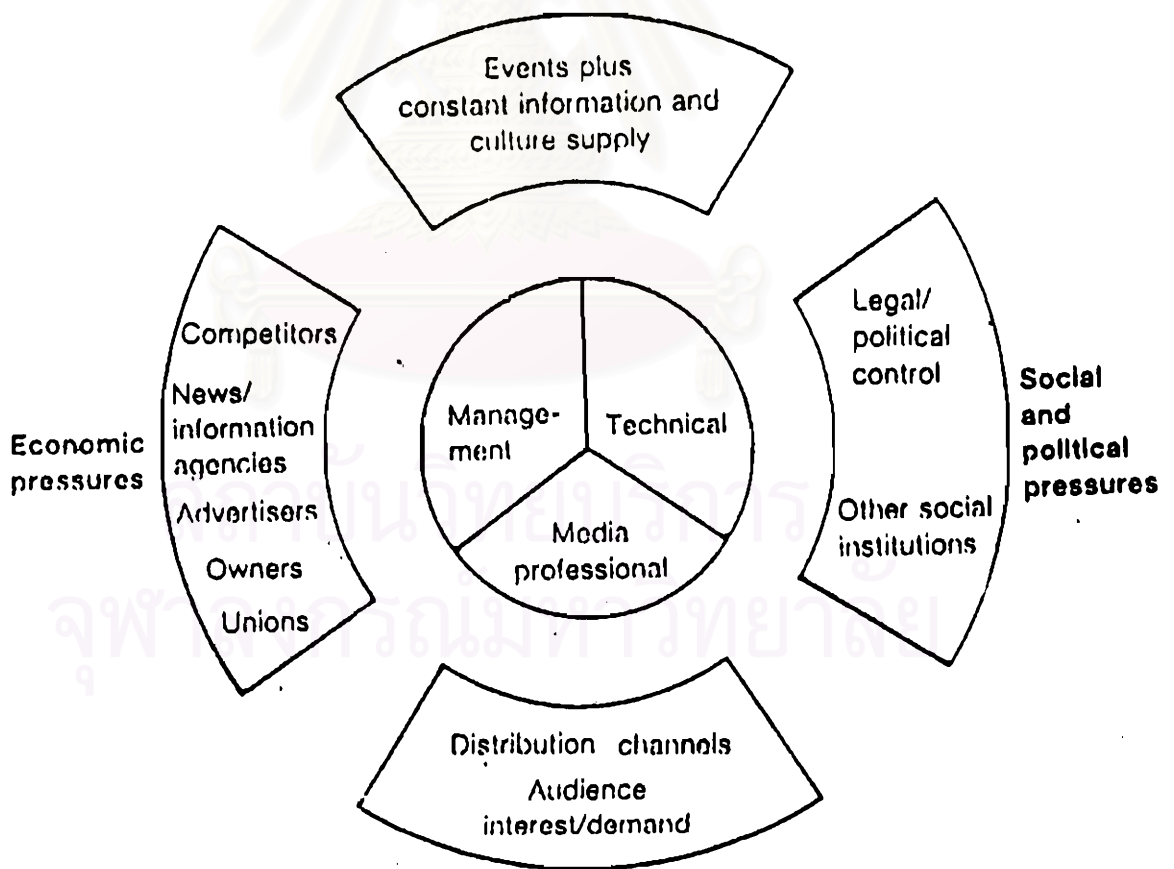 Events plus
constant information and
culture supply
Economic
pressures
Competitors
News/
information
agencies
Advertisers
Owners
Unions
Manage-
ment
Technical
Media
professional
Legal/
political
control
Other social
institutions
Social
and
political
pressures
Distribution channels
Audience
interest/demand
สถาบันวิทยบริการ
จุฬาลงกรณ์มหาวิทยาลัย